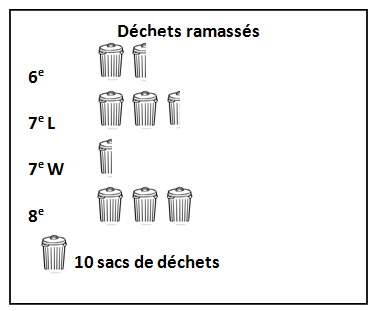 Déchets ramassés
6e
7e L
7e W
8e
10 sacs de déchets